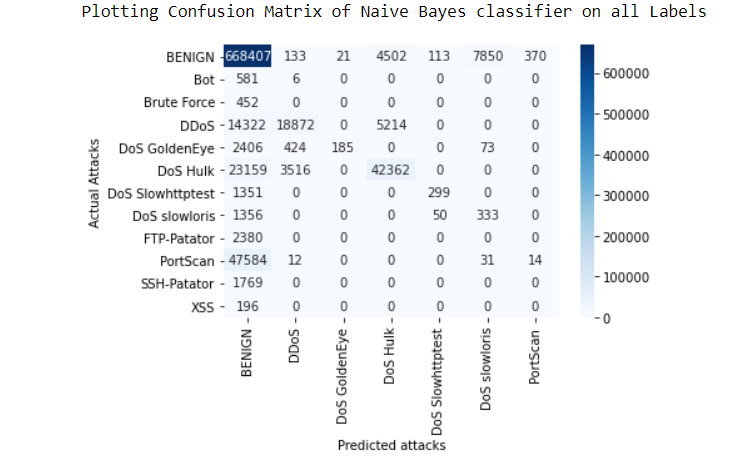 Plotting Confusion Matrix of Naive Bayes classifier on all Labels
BENIGN 668407 133 21 4502 113 7850 370
Bot 581 6 0 0 0 0 0
Brute Force 452 0 0 0 0 0 0
DDoS 14322 18872 0 5214 0 0 0
DoS GoldenEye 2406 424 185 0 0 73 0
DoS Hulk 23159 3516 0 42362 0 0 0
DoS Slowhttptest 1351 0 0 0 299 0 0
DoS slowloris 1356 0 0 0 50 333 0
FTP-Patator 2380 0 0 0 0 0 0
PortScan 47584 12 0 0 0 31 14
SSH-Patator 1769 0 0 0 0 0 0
XSS 196 0 0 0 0 0 0
Actual Attacks
BENIGN
DDoS
DoS GoldenEye
DoS Hulk
DoS Slowhttptest
DoS slowloris
PortScan
Predicted attacks
600000
500000
400000
300000
200000
100000
0